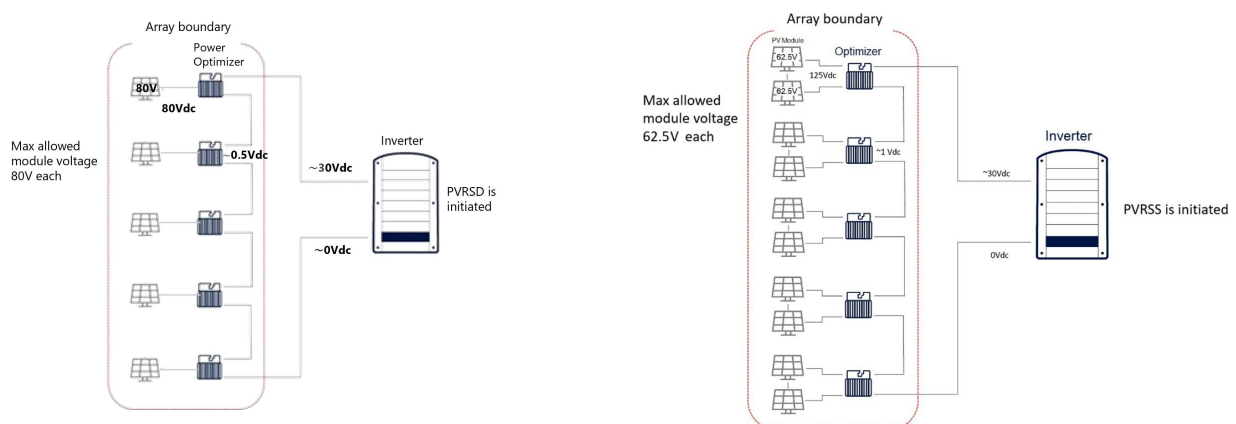 Array boundary
Power
Optimizer
80V
80Vdc
~0.5Vdc
Max allowed
module voltage
80V each
~30Vdc
Inverter
PVRSD is
initiated
~0Vdc
Array boundary
PV Module
Optimizer
62.5V
125Vdc
62.5V
Max allowed
module voltage
62.5V each
~1 Vdc
Inverter
~30Vdc
PVRSS is initiated
0Vdc